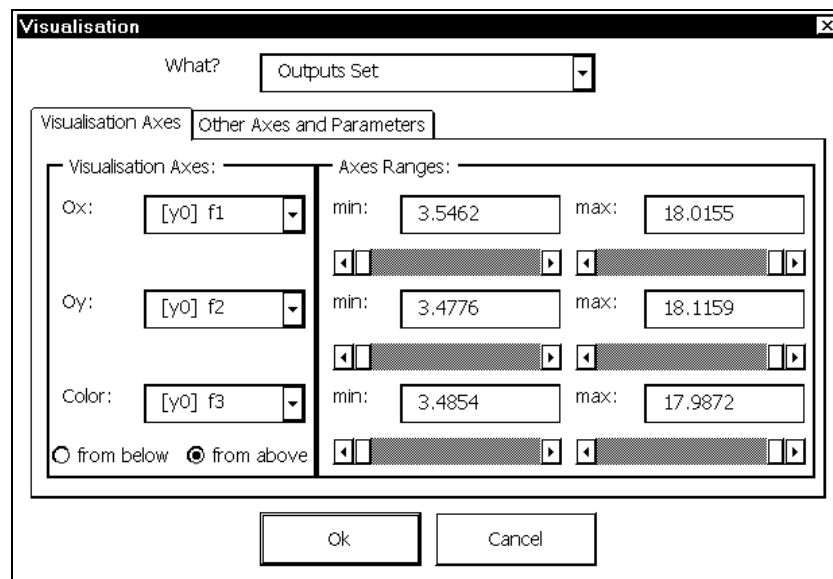 Visualisation
What? Outputs Set
Visualisation Axes Other Axes and Parameters
Visualisation Axes: Axes Ranges:
Ox: [y0] f1 min: 3.5462 max: 18.0155
Oy: [y0] f2 min: 3.4776 max: 18.1159
Color: [y0] f3 min: 3.4854 max: 17.9872
from below from above
Ok Cancel